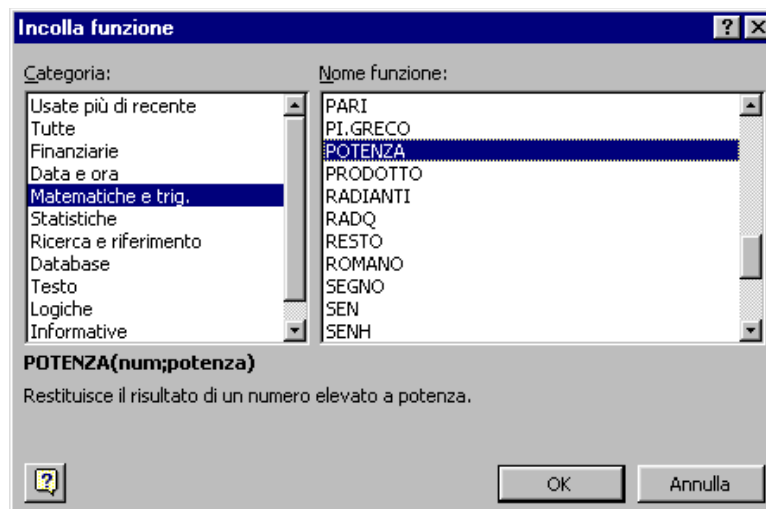 Incolla funzione
Categoria:
Usate più di recente
Tutte
Finanziarie
Data e ora
Matematiche e trig.
Statistiche
Ricerca e riferimento
Database
Testo
Logiche
Informative
Nome funzione:
PARI
PI.GRECO
POTENZA
PRODOTTO
RADIANTI
RADQ
RESTO
ROMANO
SEGNO
SEN
SENH
POTENZA(num;potenza)
Restituisce il risultato di un numero elevato a potenza.
OK
Annulla